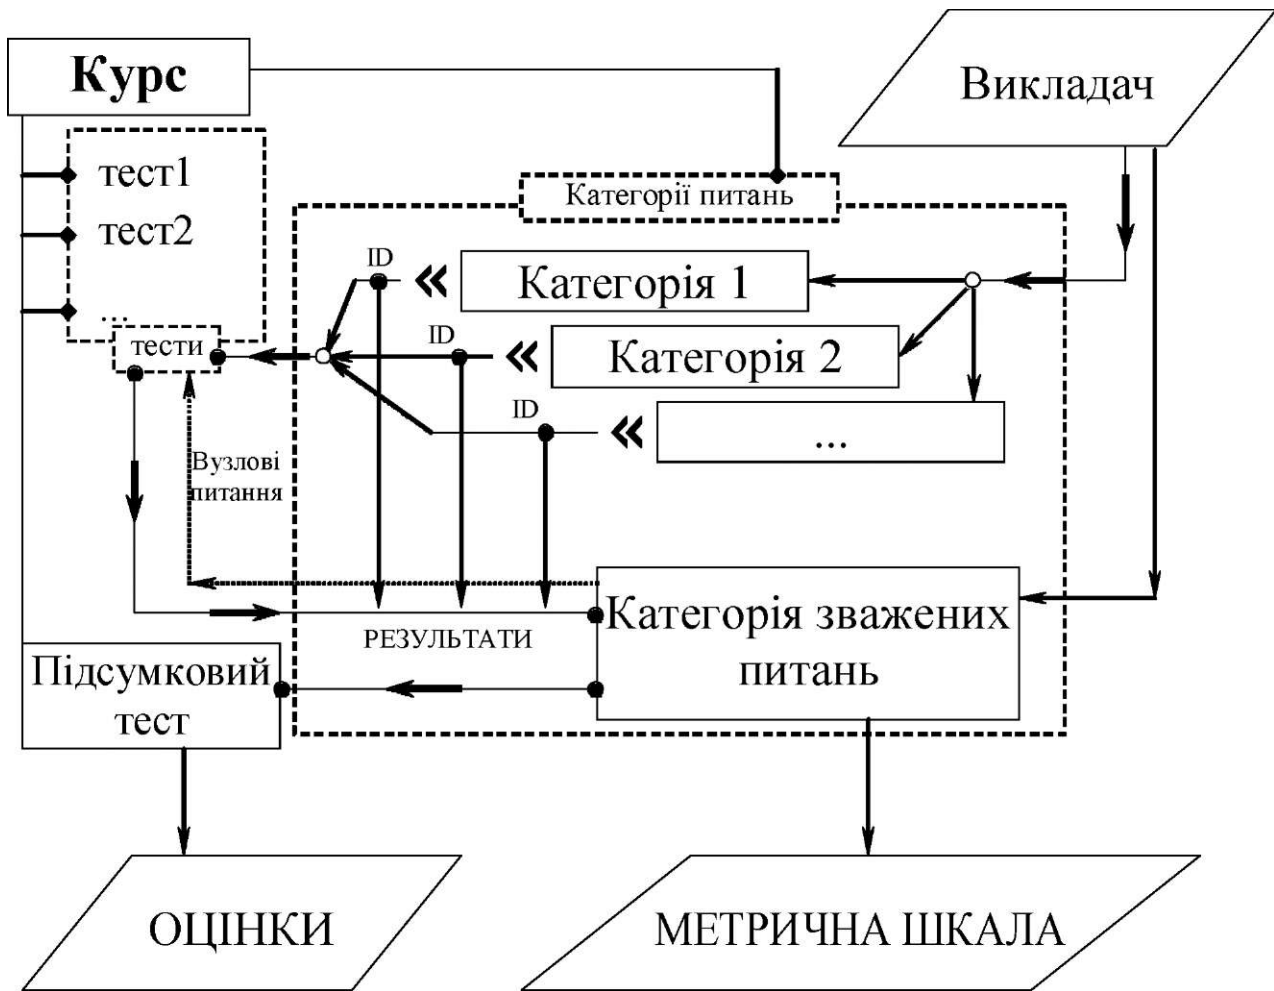 Курс
Викладач
тест1
тест2
...
тести
Категорії питань
ID
Категорія 1
ID
Категорія 2
ID
...
Вузлові
питання
РЕЗУЛЬТАТИ
Категорія зважених
питань
Підсумковий
тест
ОЦІНКИ
МЕТРИЧНА ШКАЛА